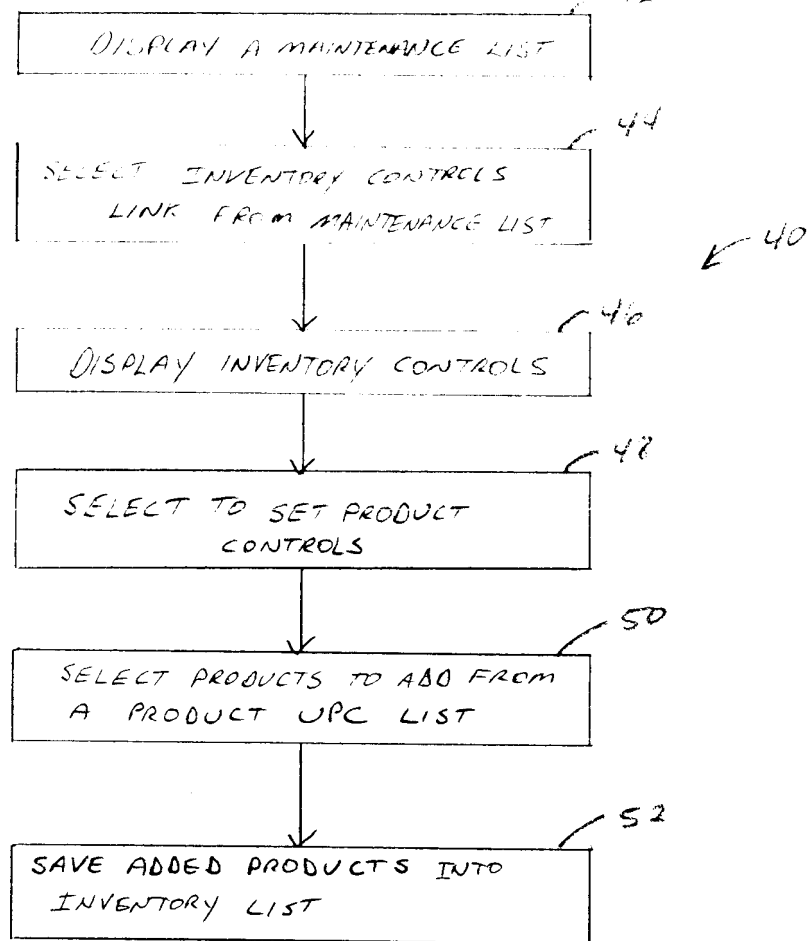 DISPLAY A MAINTENANCE LIST
44
SELECT INVENTORY CONTROLS
LINK FROM MAINTENANCE LIST
40
46
DISPLAY INVENTORY CONTROLS
48
SELECT TO SET PRODUCT
CONTROLS
50
SELECT PRODUCTS TO ADD FROM
A PRODUCT UPC LIST
52
SAVE ADDED PRODUCTS INTO
INVENTORY LIST